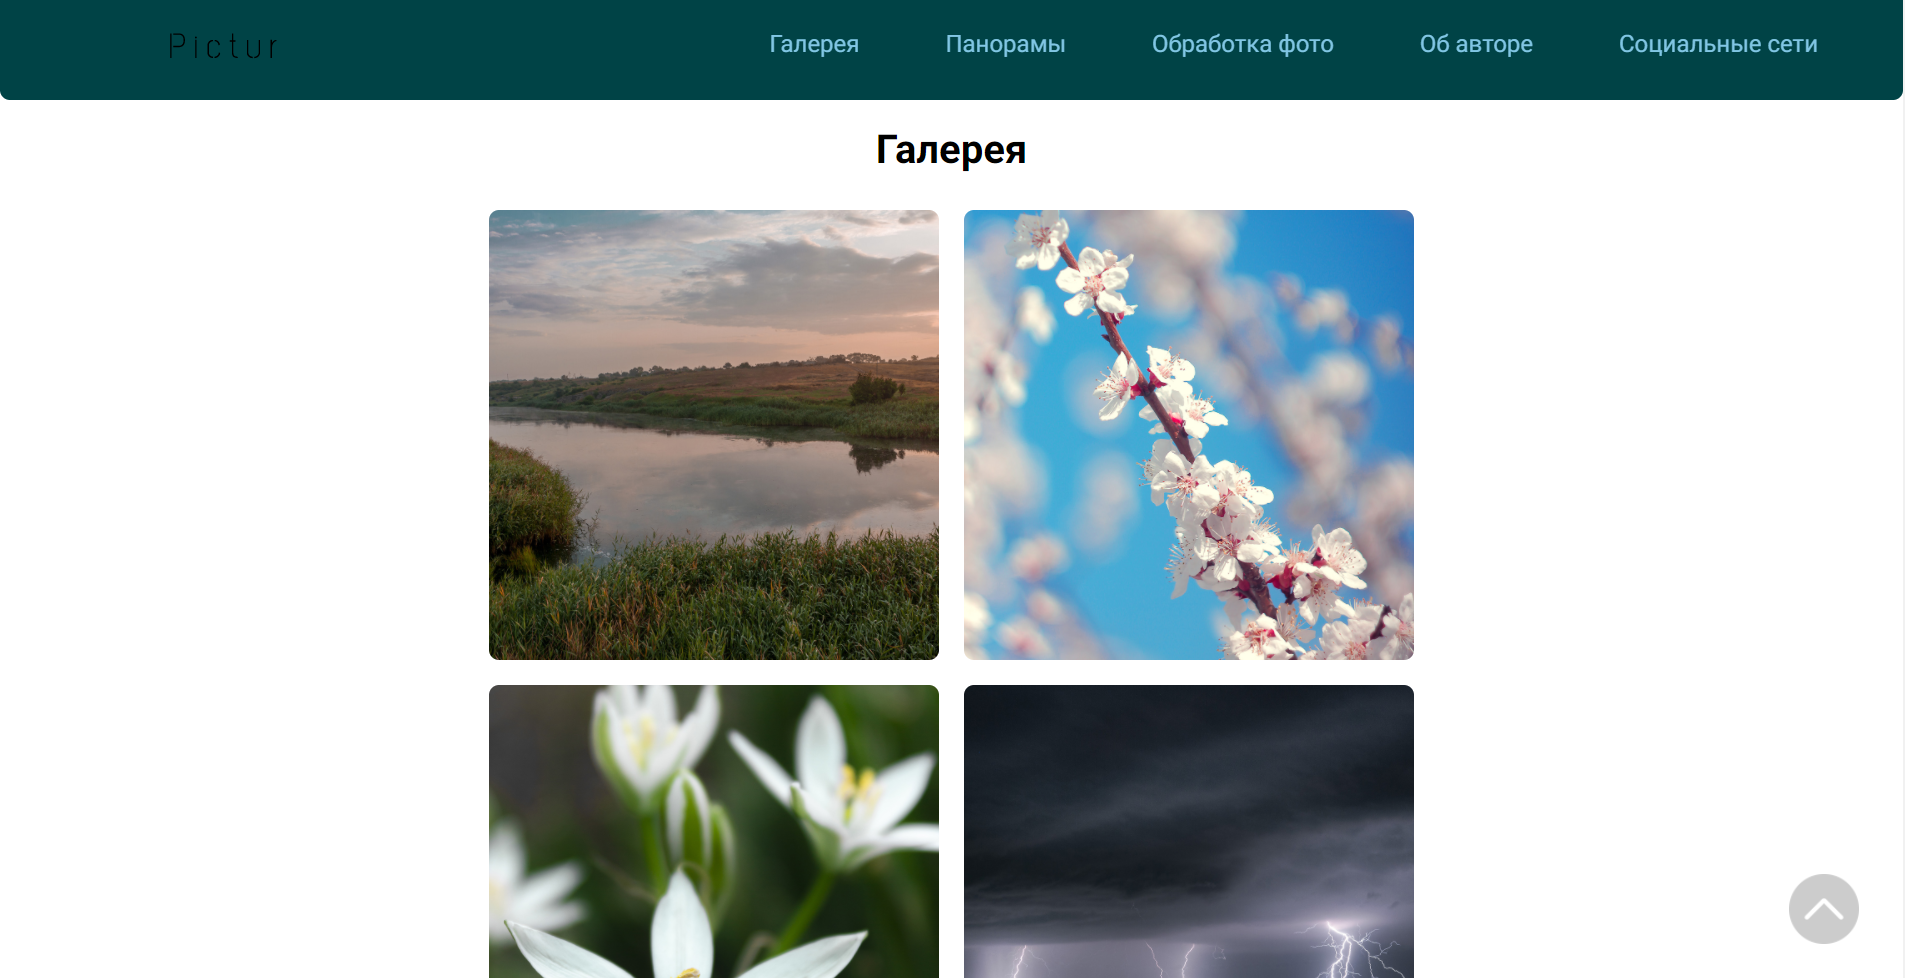 Pictur
Галерея Панорамы Обработка фото Об авторе Социальные сети
Галерея